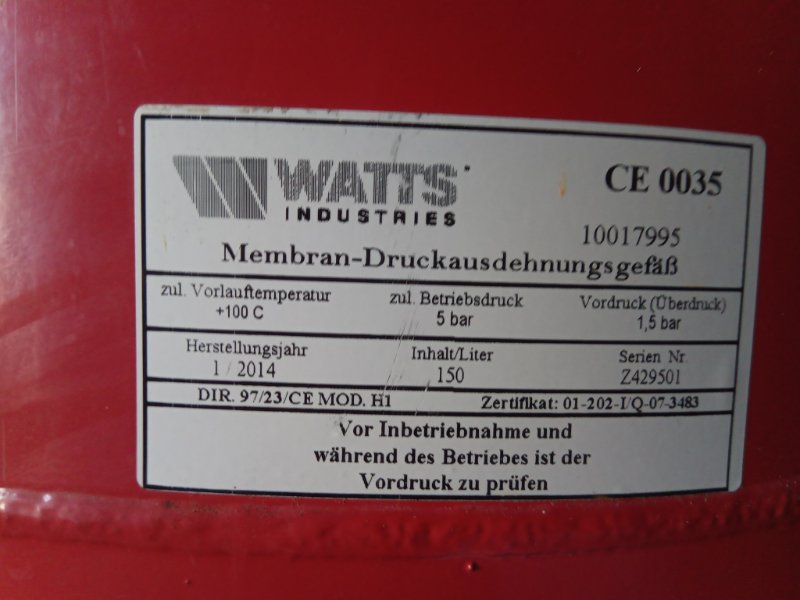 WATTS
INDUSTRIES
CE 0035
10017995
Membran-Druckausdehnungsgefäß
zul. Vorlauftemperatur zul. Betriebsdruck Vordruck (Überdruck)
+100 C 5 bar 1,5 bar
Herstellungsjahr Inhalt/Liter Serien Nr.
1 / 2014 150 Z429501
DIR. 97/23/CE MOD. H1 Zertifikat: 01-202-I/Q-07-3483
Vor Inbetriebnahme und
während des Betriebes ist der
Vordruck zu prüfen